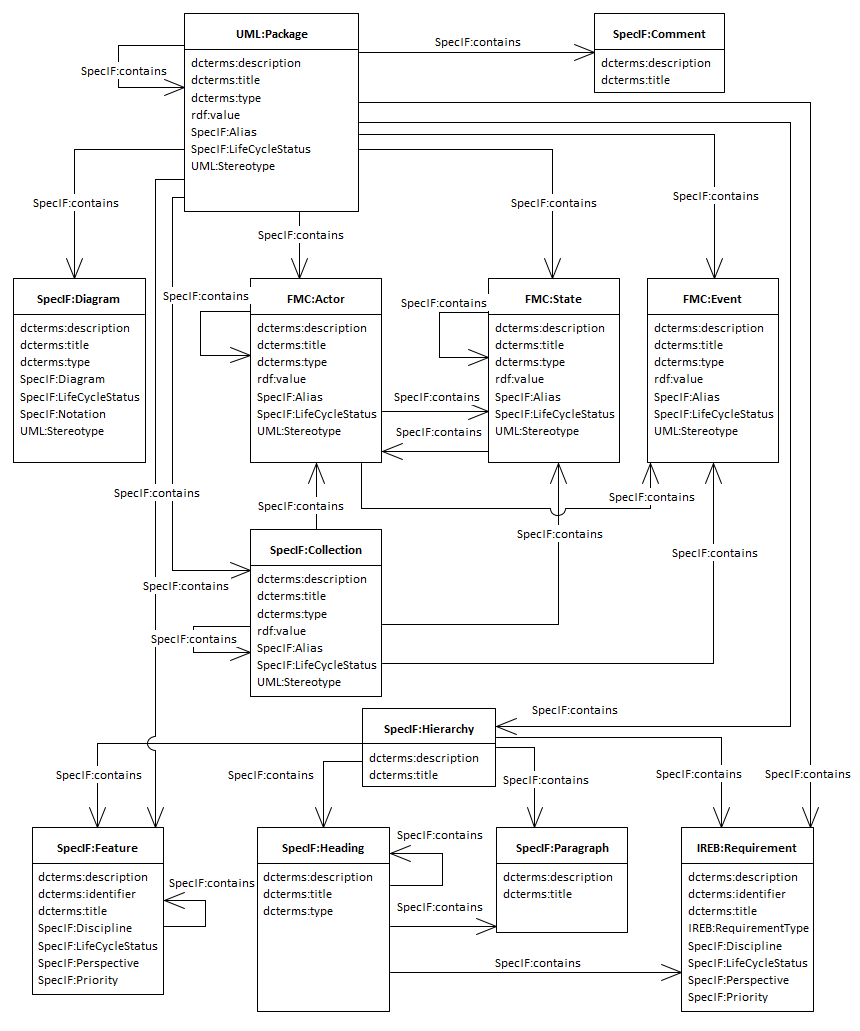 UML:Package
dcterms:description
dcterms:title
dcterms:type
rdf:value
SpecIF:Alias
SpecIF:LifeCycleStatus
UML:Stereotype
SpecIF:contains
SpecIF:contains
SpecIF:Comment
dcterms:description
dcterms:title
SpecIF:contains
SpecIF:contains
SpecIF:contains
SpecIF:contains
SpecIF:Diagram
dcterms:description
dcterms:title
dcterms:type
SpecIF:Diagram
SpecIF:LifeCycleStatus
SpecIF:Notation
UML:Stereotype
SpecIF:contains
FMC:Actor
dcterms:description
dcterms:title
dcterms:type
rdf:value
SpecIF:Alias
SpecIF:LifeCycleStatus
UML:Stereotype
SpecIF:contains
SpecIF:contains
SpecIF:contains
FMC:State
dcterms:description
dcterms:title
dcterms:type
rdf:value
SpecIF:Alias
SpecIF:LifeCycleStatus
UML:Stereotype
FMC:Event
dcterms:description
dcterms:title
dcterms:type
rdf:value
SpecIF:Alias
SpecIF:LifeCycleStatus
UML:Stereotype
SpecIF:contains
SpecIF:contains
SpecIF:contains
SpecIF:contains
SpecIF:contains
SpecIF:contains
SpecIF:contains
SpecIF:Collection
dcterms:description
dcterms:title
dcterms:type
rdf:value
SpecIF:Alias
SpecIF:LifeCycleStatus
UML:Stereotype
SpecIF:contains
SpecIF:Hierarchy
dcterms:description
dcterms:title
SpecIF:contains
SpecIF:contains
SpecIF:contains
SpecIF:contains
SpecIF:contains
SpecIF:Feature
dcterms:description
dcterms:identifier
dcterms:title
SpecIF:Discipline
SpecIF:LifeCycleStatus
SpecIF:Perspective
SpecIF:Priority
SpecIF:contains
SpecIF:Heading
dcterms:description
dcterms:title
dcterms:type
SpecIF:contains
SpecIF:contains
SpecIF:contains
SpecIF:Paragraph
dcterms:description
dcterms:title
IREB:Requirement
dcterms:description
dcterms:identifier
dcterms:title
IREB:RequirementType
SpecIF:Discipline
SpecIF:LifeCycleStatus
SpecIF:Perspective
SpecIF:Priority